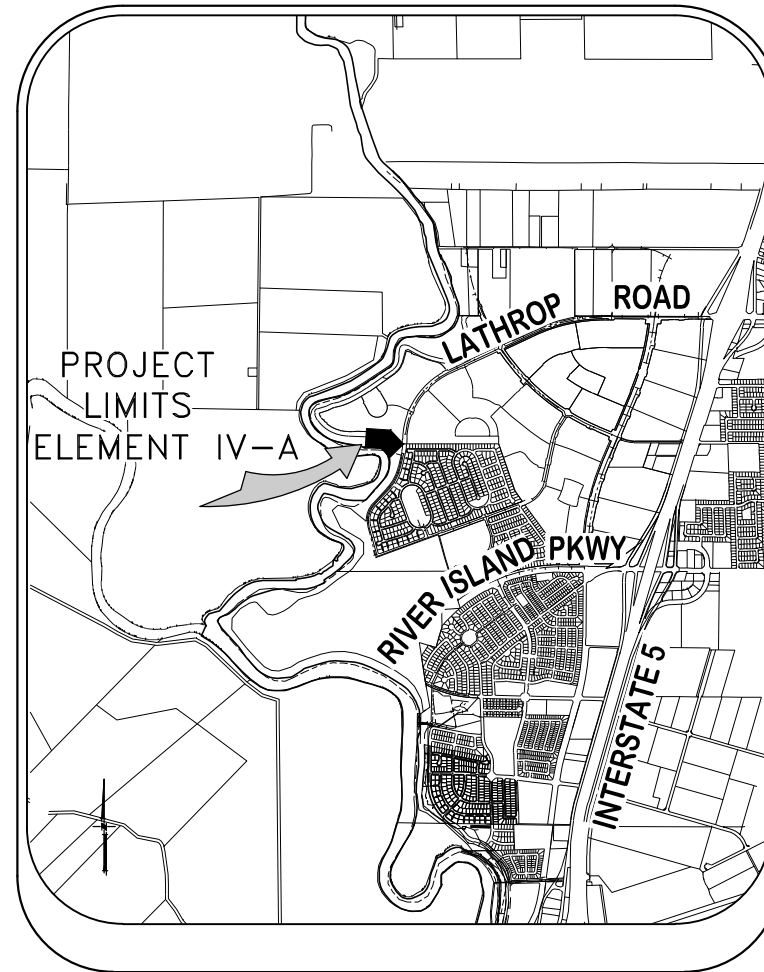 LATHROP ROAD
PROJECT
LIMITS
ELEMENT IV-A
RIVER ISLAND PKWY
INTERSTATE 5